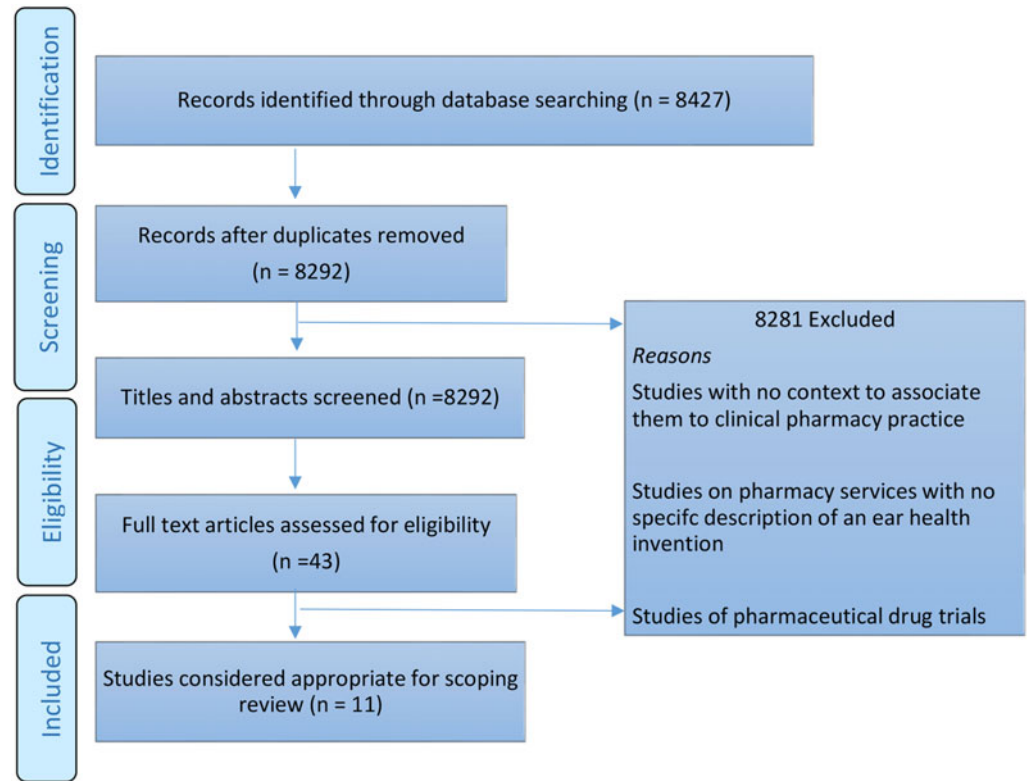 Identification
Records identified through database searching (n = 8427)
Screening
Records after duplicates removed
(n = 8292)
8281 Excluded
Reasons
Studies with no context to associate
them to clinical pharmacy practice
Studies on pharmacy services with no
specifc description of an ear health
invention
Studies of pharmaceutical drug trials
Titles and abstracts screened (n =8292)
Eligibility
Full text articles assessed for eligibility
(n =43)
Included
Studies considered appropriate for scoping
review (n = 11)